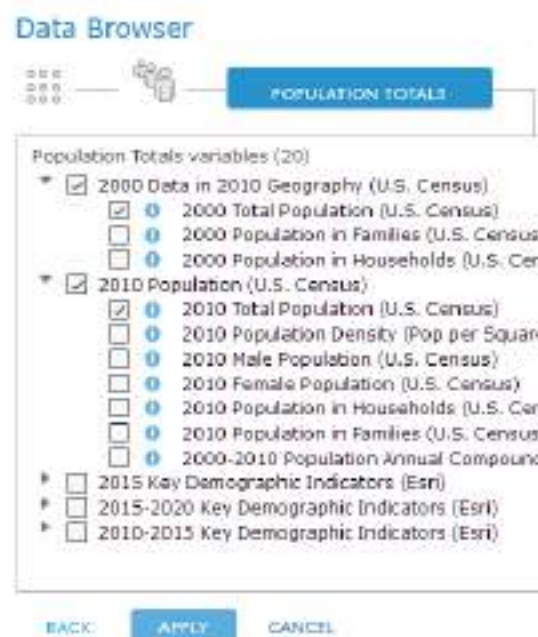 Data Browser
POPULATION TOTALS
Population Totals variables (20)
2000 Data in 2010 Geography (U.S. Census)
2000 Total Population (U.S. Census)
2000 Population in Families (U.S. Census
2000 Population in Households (U.S. Cen
2010 Population (U.S. Census)
2010 Total Population (U.S. Census)
2010 Population Density (Pop per Square
2010 Male Population (U.S. Census)
2010 Female Population (U.S. Census)
2010 Population in Households (U.S. Cen
2010 Population in Families (U.S. Census
2000-2010 Population Annual Compound
2015 Key Demographic Indicators (Esri)
2015-2020 Key Demographic Indicators (Esri)
2010-2015 Key Demographic Indicators (Esri)
BACK APPLY CANCEL